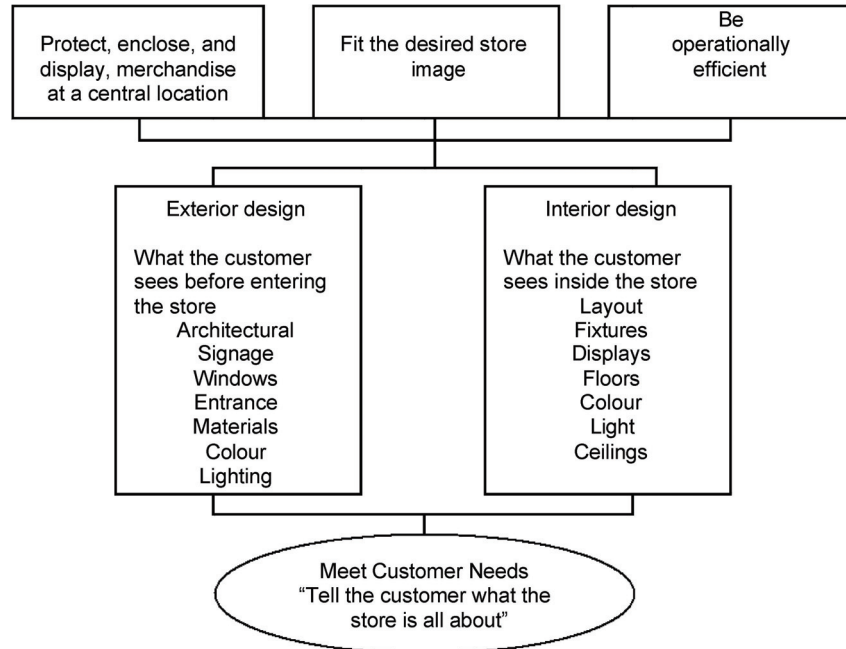 Protect, enclose, and
display, merchandise
at a central location
Fit the desired store
image
Be
operationally
efficient
Exterior design
What the customer
sees before entering
the store
Architectural
Signage
Windows
Entrance
Materials
Colour
Lighting
Interior design
What the customer
sees inside the store
Layout
Fixtures
Displays
Floors
Colour
Light
Ceilings
Meet Customer Needs
“Tell the customer what the
store is all about”